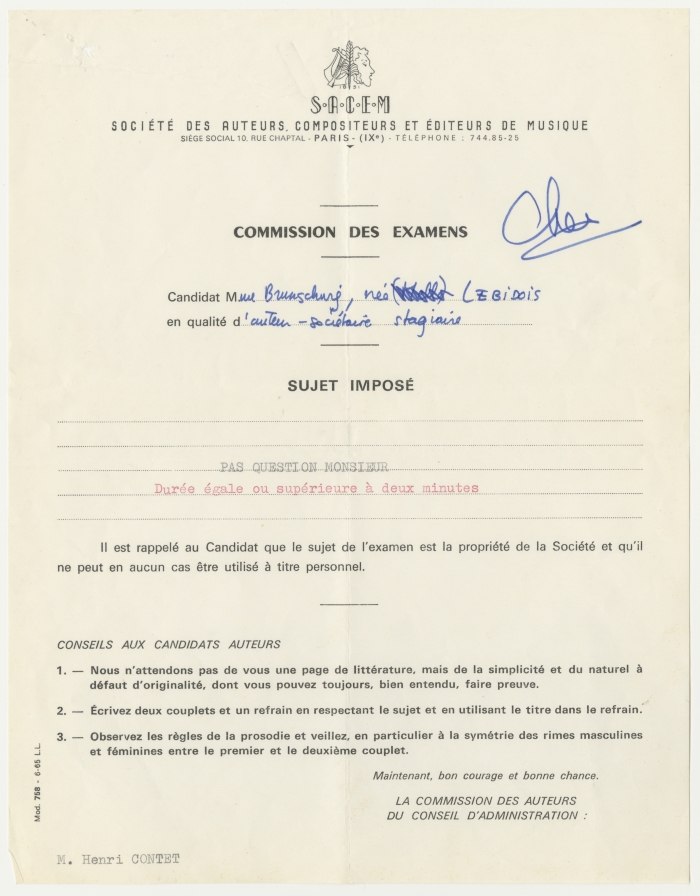 1851
S·A·C·E·M
SOCIÉTÉ DES AUTEURS, COMPOSITEURS ET ÉDITEURS DE MUSIQUE
SIÈGE SOCIAL 10. RUE CHAPTAL - PARIS - (IXe) - TÉLÉPHONE : 744.85-25
COMMISSION DES EXAMENS
Candidat Mme Brunschwig, née LEBIDOIS
en qualité d'auteur - sociétaire stagiaire
SUJET IMPOSÉ
PAS QUESTION MONSIEUR
Durée égale ou supérieure à deux minutes
Il est rappelé au Candidat que le sujet de l'examen est la propriété de la Société et qu'il
ne peut en aucun cas être utilisé à titre personnel.
CONSEILS AUX CANDIDATS AUTEURS
1. — Nous n'attendons pas de vous une page de littérature, mais de la simplicité et du naturel à
défaut d'originalité, dont vous pouvez toujours, bien entendu, faire preuve.
2. — Écrivez deux couplets et un refrain en respectant le sujet et en utilisant le titre dans le refrain.
3. — Observez les règles de la prosodie et veillez, en particulier à la symétrie des rimes masculines
et féminines entre le premier et le deuxième couplet.
Maintenant, bon courage et bonne chance.
LA COMMISSION DES AUTEURS
DU CONSEIL D'ADMINISTRATION :
Mod. 758 - 6-65 L.L.
M. Henri CONTET